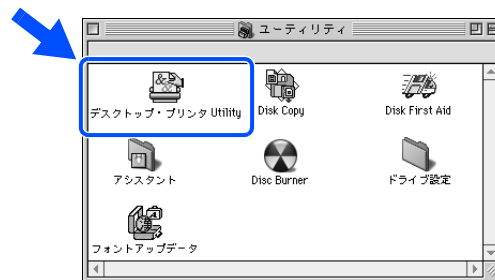 ユーティリティ
デスクトップ・プリンタ Utility
Disk Copy
Disk First Aid
アシスタント
Disc Burner
ドライブ設定
フォントアップデータ